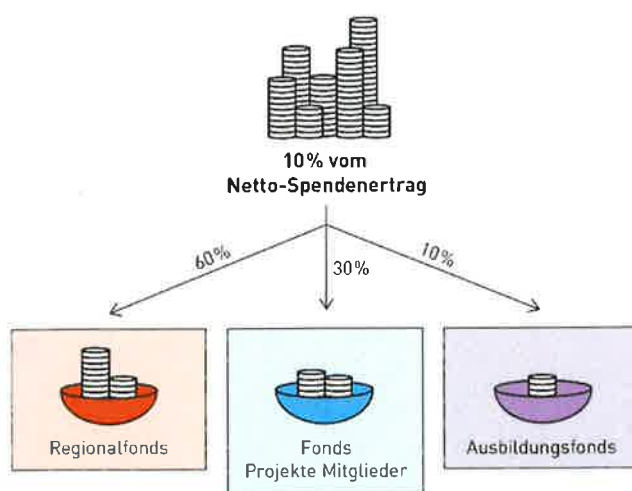 10% vom
Netto-Spendenertrag
60%
30%
10%
Regionalfonds
Fonds
Projekte Mitglieder
Ausbildungsfonds